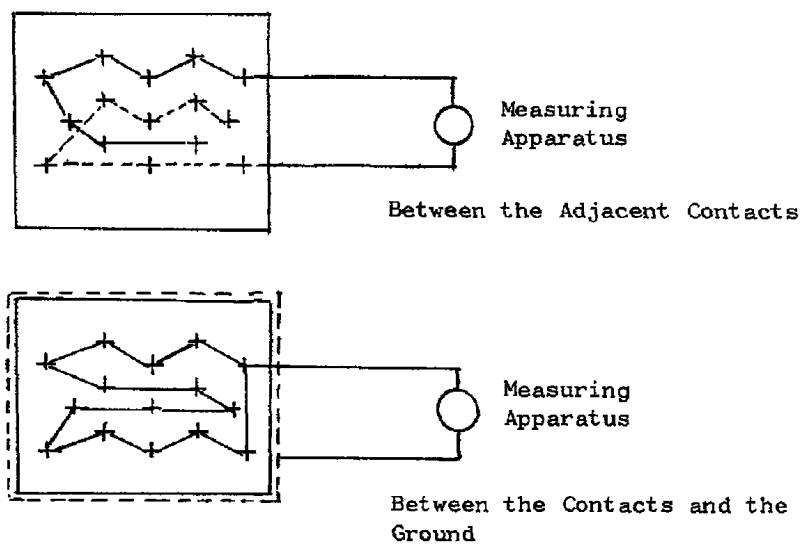 Measuring
Apparatus
Between the Adjacent Contacts
Measuring
Apparatus
Between the Contacts and the
Ground